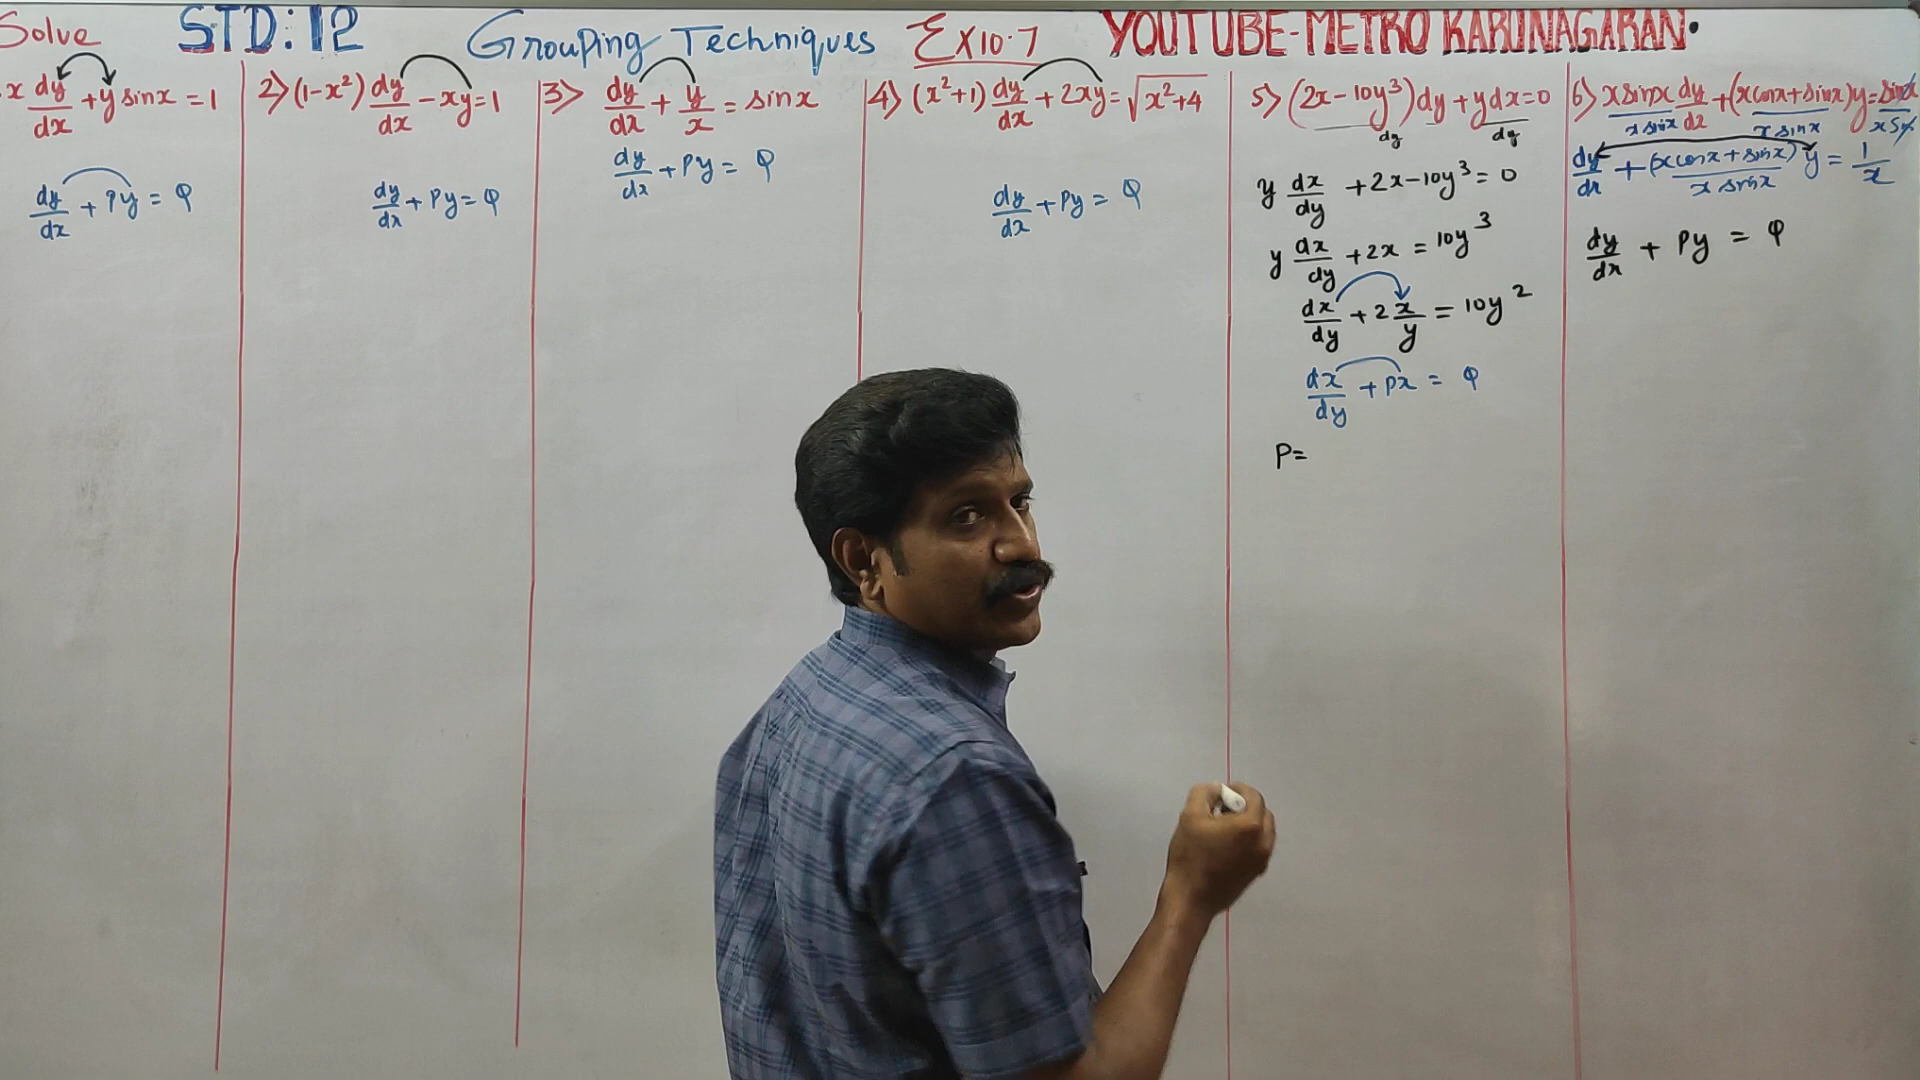 Solve STD: 12 Grouping Techniques EX 10.7 YOUTUBE-METRO KARUNAGARAN.
x dy/dx + y sinx = 1
dy/dx + Py = Q
2> (1-x²) dy/dx - xy = 1
dy/dx + Py = Q
3> dy/dx + y/x = sinx
dy/dx + Py = Q
4> (x²+1) dy/dx + 2xy = √x²+4
dy/dx + Py = Q
5> (2x-10y³)dy + ydx = 0
dy dy
y dx/dy + 2x - 10y³ = 0
y dx/dy + 2x = 10y³
dx/dy + 2 x/y = 10y²
dx/dy + Px = Q
P=
6> x sinx dy/dx + (x cosx + sinx)y = sinx
x sinx x sinx x sinx
dy/dx + (x cosx + sinx)/x sinx y = 1/x
dy/dx + Py = Q